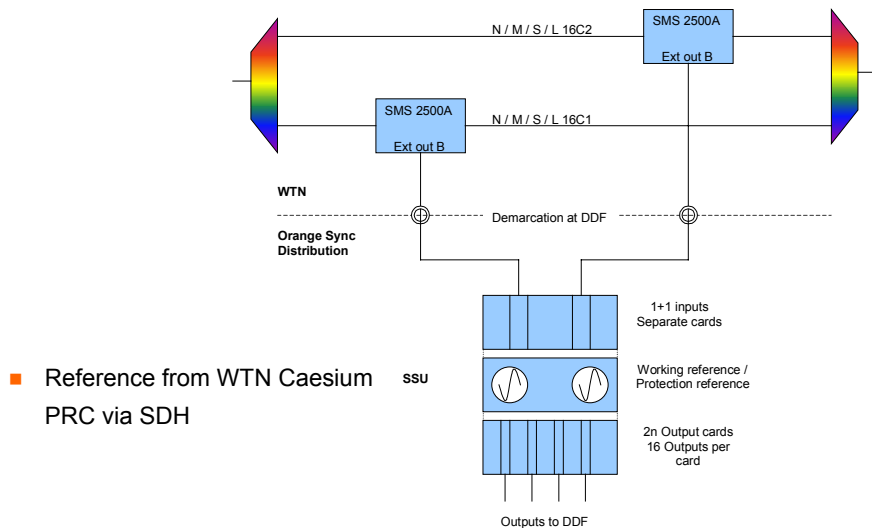 SMS 2500A
N / M / S / L 16C2
Ext out B
SMS 2500A
N / M / S / L 16C1
Ext out B
WTN
Demarcation at DDF
Orange Sync
Distribution
1+1 inputs
Separate cards
Reference from WTN Caesium
PRC via SDH
SSU
Working reference /
Protection reference
2n Output cards
16 Outputs per
card
Outputs to DDF